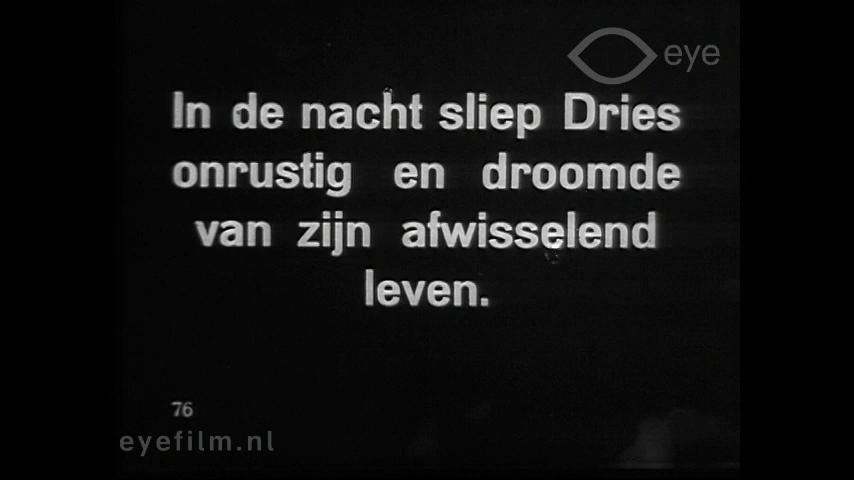 eye
In de nacht sliep Dries
onrustig en droomde
van zijn afwisselend
leven.
76
eyefilm.nl